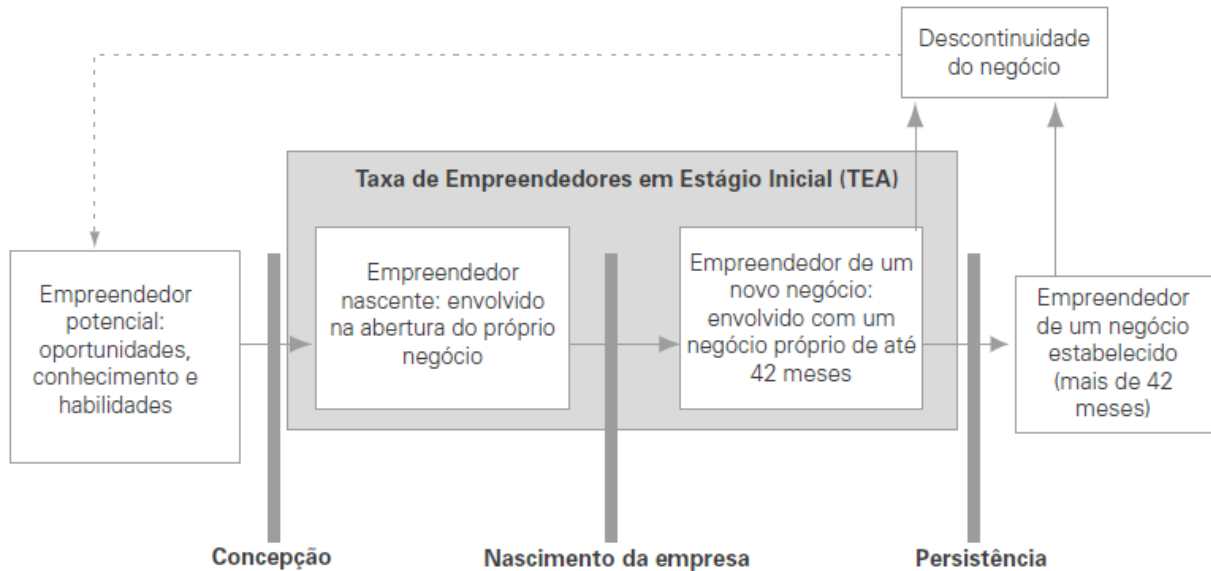 Descontinuidade
do negócio
Taxa de Empreendedores em Estágio Inicial (TEA)
Empreendedor
potencial:
oportunidades,
conhecimento e
habilidades
Empreendedor
nascente: envolvido
na abertura do próprio
negócio
Empreendedor de um
novo negócio:
envolvido com um
negócio próprio de até
42 meses
Empreendedor
de um negócio
estabelecido
(mais de 42
meses)
Concepção
Nascimento da empresa
Persistência